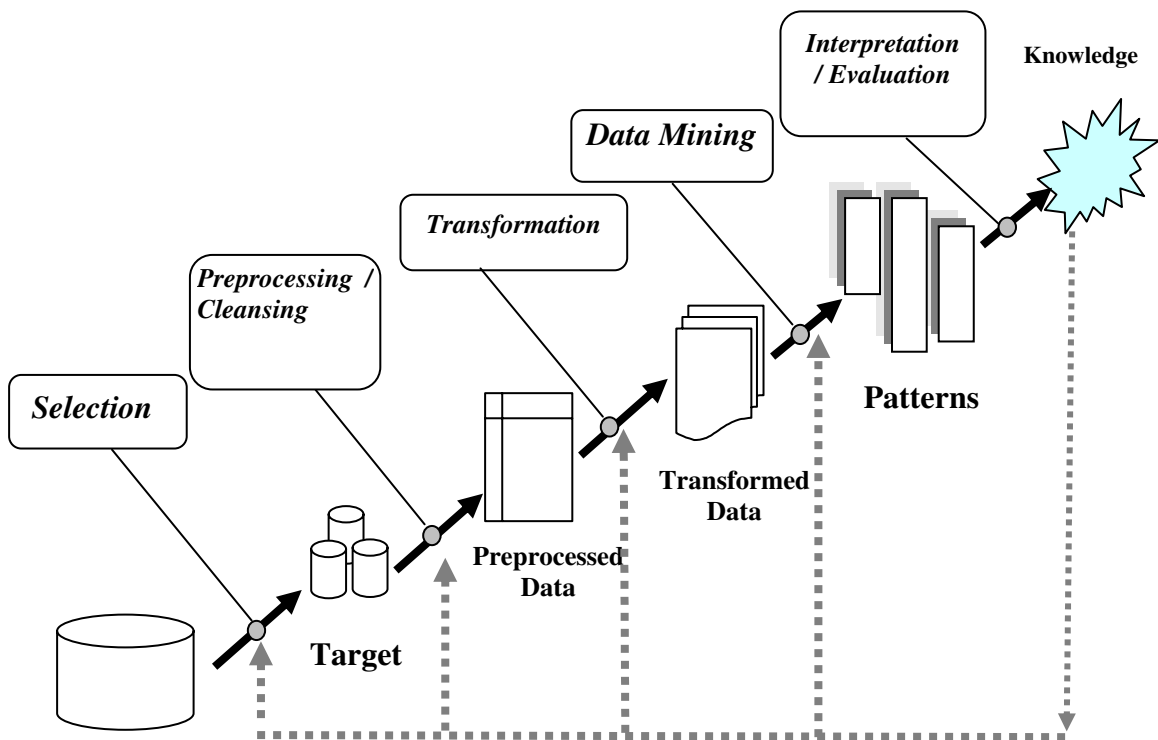 Interpretation
/ Evaluation
Knowledge
Data Mining
Transformation
Preprocessing /
Cleansing
Selection
Patterns
Transformed
Data
Preprocessed
Data
Target